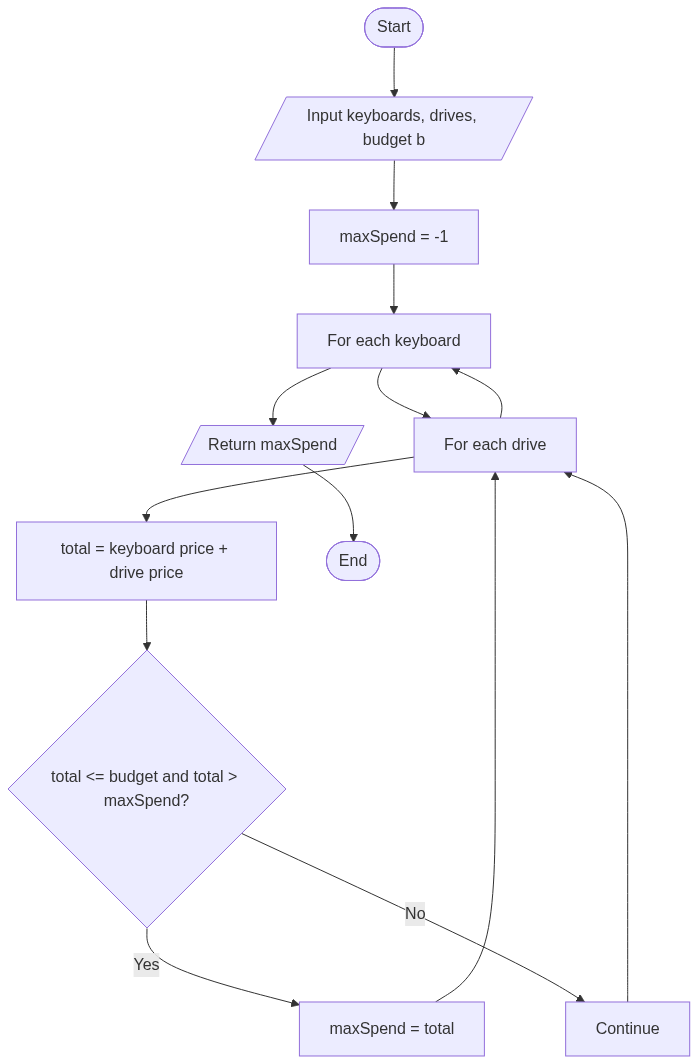 Start
Input keyboards, drives,
budget b
maxSpend = -1
For each keyboard
Return maxSpend
For each drive
total = keyboard price +
drive price
End
total <= budget and total >
maxSpend?
No
Yes
maxSpend = total
Continue